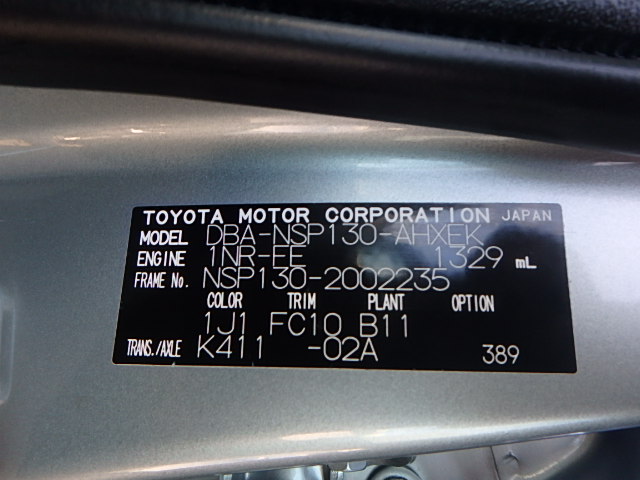 TOYOTA MOTOR CORPORATION JAPAN
MODEL DBA-NSP130-AHXEK
ENGINE 1NR-FE 1329 mL
FRAME No. NSP130-2002235
COLOR TRIM PLANT OPTION
1J1 FC10 B11
TRANS./AXLE K411 -02A 389